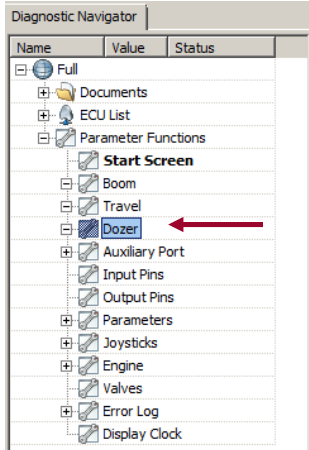 Diagnostic Navigator
Name Value Status
Full
Documents
ECU List
Parameter Functions
Start Screen
Boom
Travel
Dozer
Auxiliary Port
Input Pins
Output Pins
Parameters
Joysticks
Engine
Valves
Error Log
Display Clock